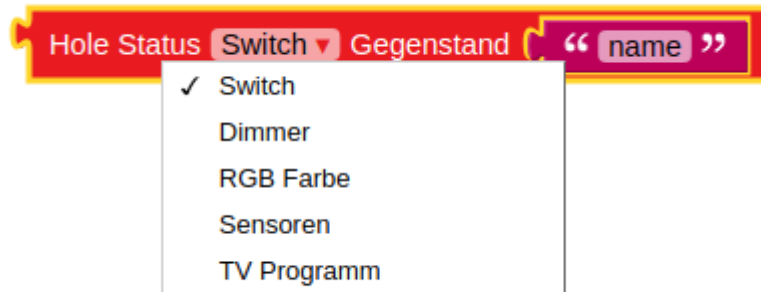 Hole Status Switch ▾ Gegenstand “ name ”
✓ Switch
Dimmer
RGB Farbe
Sensoren
TV Programm